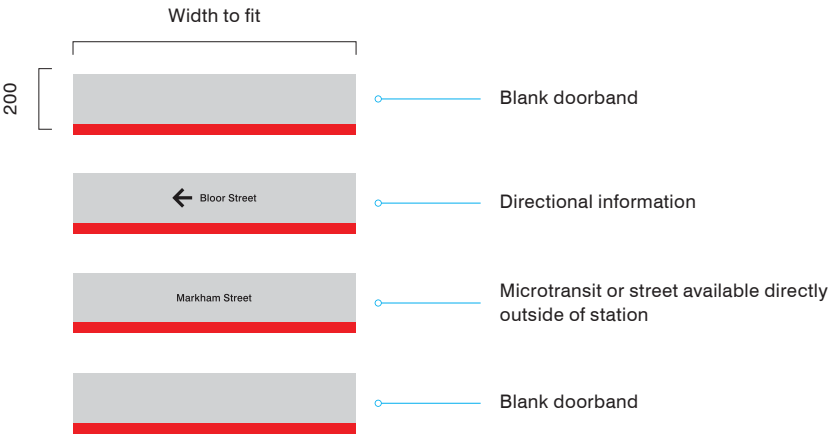 Width to fit
200
Blank doorband
Bloor Street
Directional information
Markham Street
Microtransit or street available directly
outside of station
Blank doorband